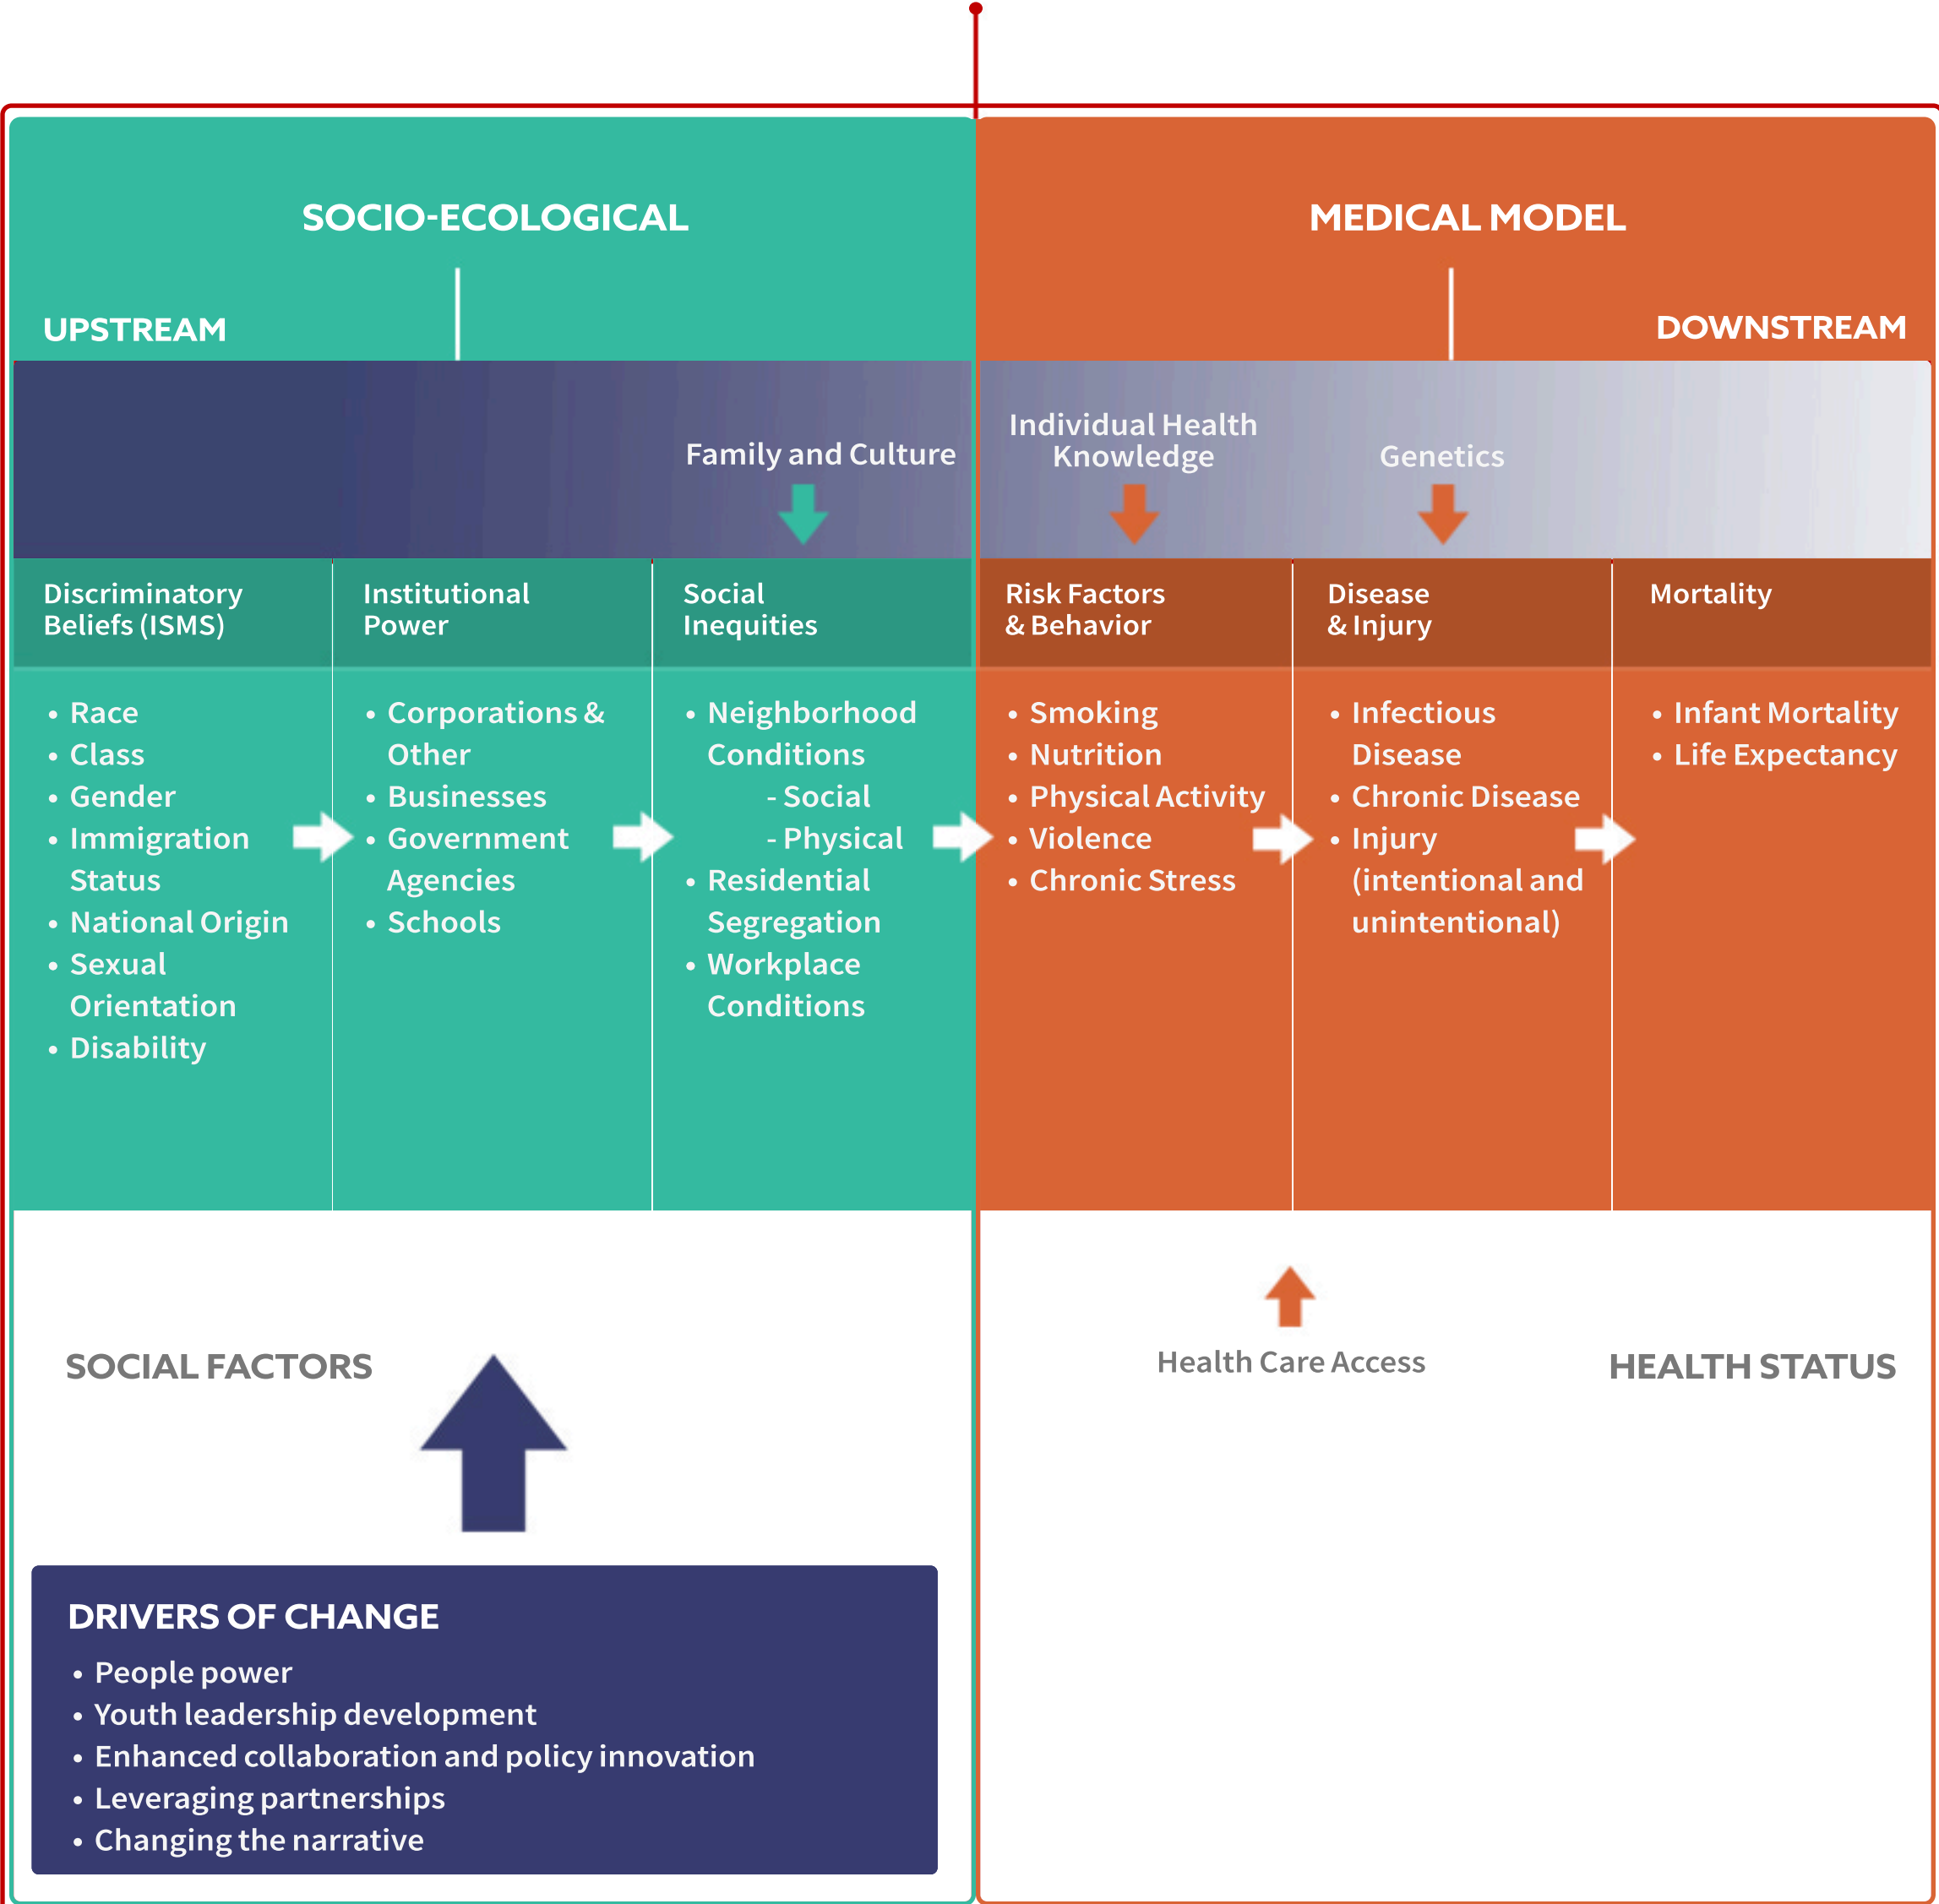 SOCIO-ECOLOGICAL
MEDICAL MODEL
UPSTREAM
DOWNSTREAM
Family and Culture
Individual Health
Knowledge
Genetics
Discriminatory
Beliefs (ISMS)
• Race
• Class
• Gender
• Immigration
Status
• National Origin
• Sexual
Orientation
• Disability
Institutional
Power
• Corporations &
Other
• Businesses
• Government
Agencies
• Schools
Social
Inequities
• Neighborhood
Conditions
- Social
- Physical
• Residential
Segregation
• Workplace
Conditions
Risk Factors
& Behavior
• Smoking
• Nutrition
• Physical Activity
• Violence
• Chronic Stress
Disease
& Injury
• Infectious
Disease
• Chronic Disease
• Injury
(intentional and
unintentional)
Mortality
• Infant Mortality
• Life Expectancy
SOCIAL FACTORS
Health Care Access
HEALTH STATUS
DRIVERS OF CHANGE
• People power
• Youth leadership development
• Enhanced collaboration and policy innovation
• Leveraging partnerships
• Changing the narrative